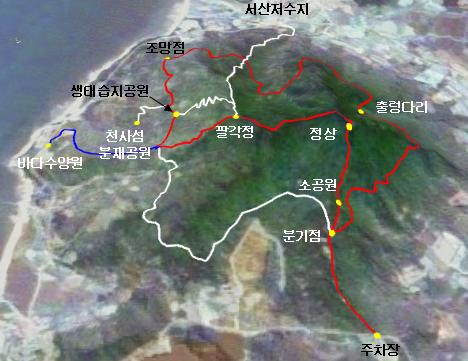 서산저수지
조망점
생태습지공원
출렁다리
천사섬
분재공원
팔각정
정상
바다수양원
소공원
분기점
주차장